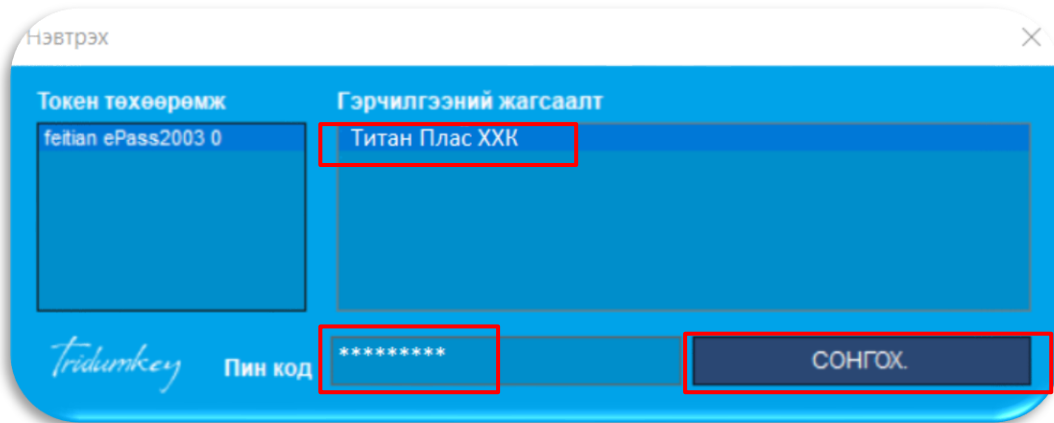 Нэвтрэх
Токен төхөөрөмж
Гэрчилгээний жагсаалт
feitian ePass2003 0
Титан Плас ХХК
Tridumkey
Пин код
*********
СОНГОХ.